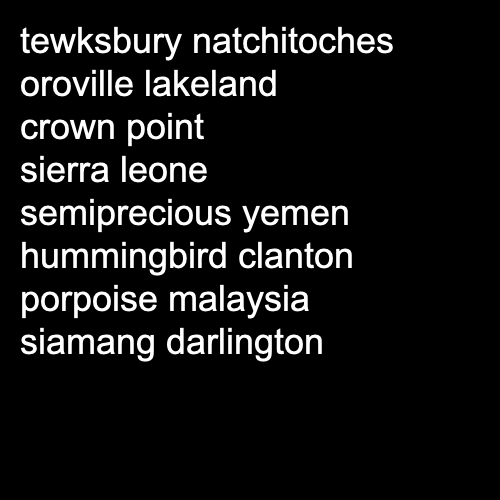 tewksbury natchitoches
oroville lakeland
crown point
sierra leone
semiprecious yemen
hummingbird clanton
porpoise malaysia
siamang darlington